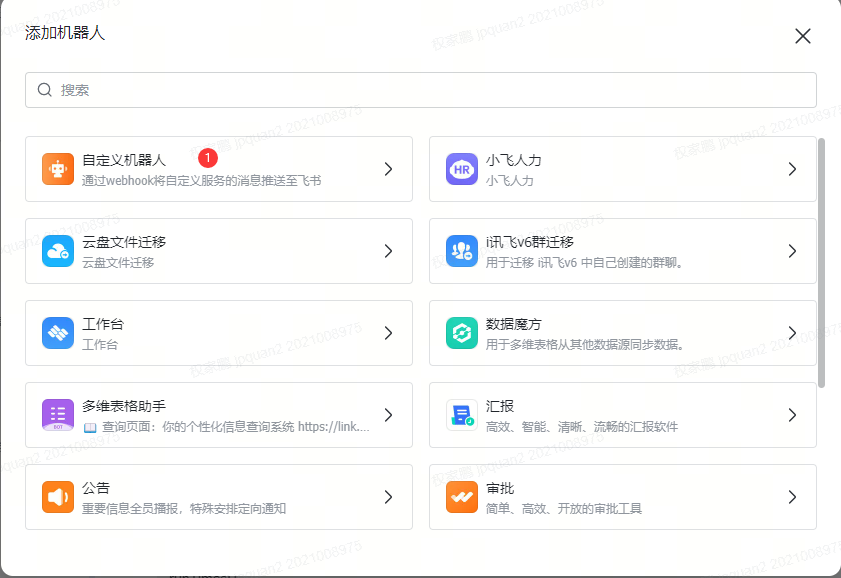 添加机器人
搜索
自定义机器人 1
通过webhook将自定义服务的消息推送至飞书
HR
小飞人力
小飞人力
云盘文件迁移
云盘文件迁移
i讯飞v6群迁移
用于迁移 i讯飞v6 中自己创建的群聊。
工作台
工作台
数据魔方
用于多维表格从其他数据源同步数据。
多维表格助手
BOT
查询页面：你的个性化信息查询系统 https://link....
汇报
高效、智能、清晰、流畅的汇报软件
公告
重要信息全员播报，特殊安排定向通知
审批
简单、高效、开放的审批工具
权家鹏 jpquan2 2021008975